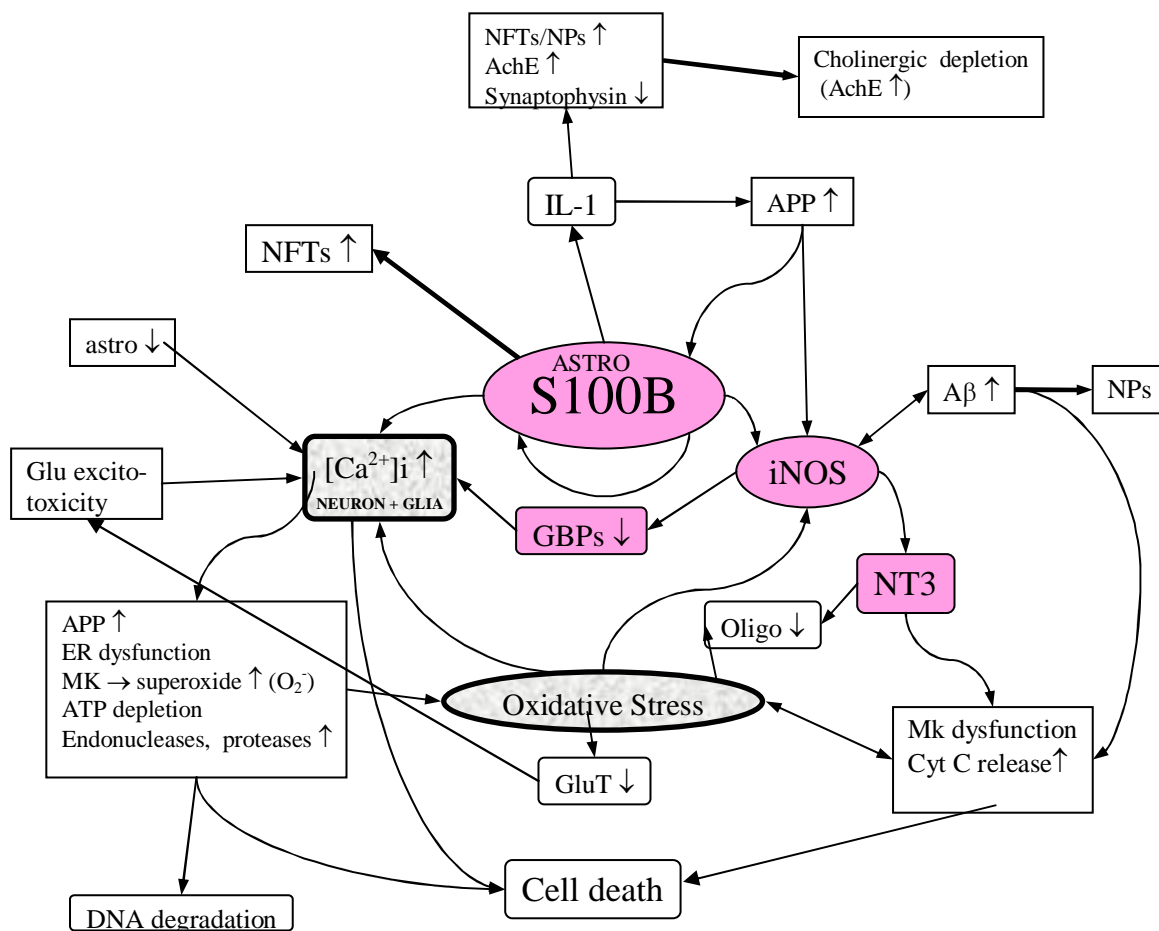 NFTs/NPs ↑
AchE ↑
Synaptophysin ↓
Cholinergic depletion
(AchE ↑)
IL-1
APP ↑
NFTs ↑
astro ↓
ASTRO
S100B
Aβ ↑
NPs
Glu excito-
toxicity
[Ca²⁺]i ↑
NEURON + GLIA
iNOS
GBPs ↓
NT3
Oligo ↓
APP ↑
ER dysfunction
MK → superoxide ↑ (O₂⁻)
ATP depletion
Endonucleases, proteases ↑
Oxidative Stress
Mk dysfunction
Cyt C release ↑
GluT ↓
Cell death
DNA degradation